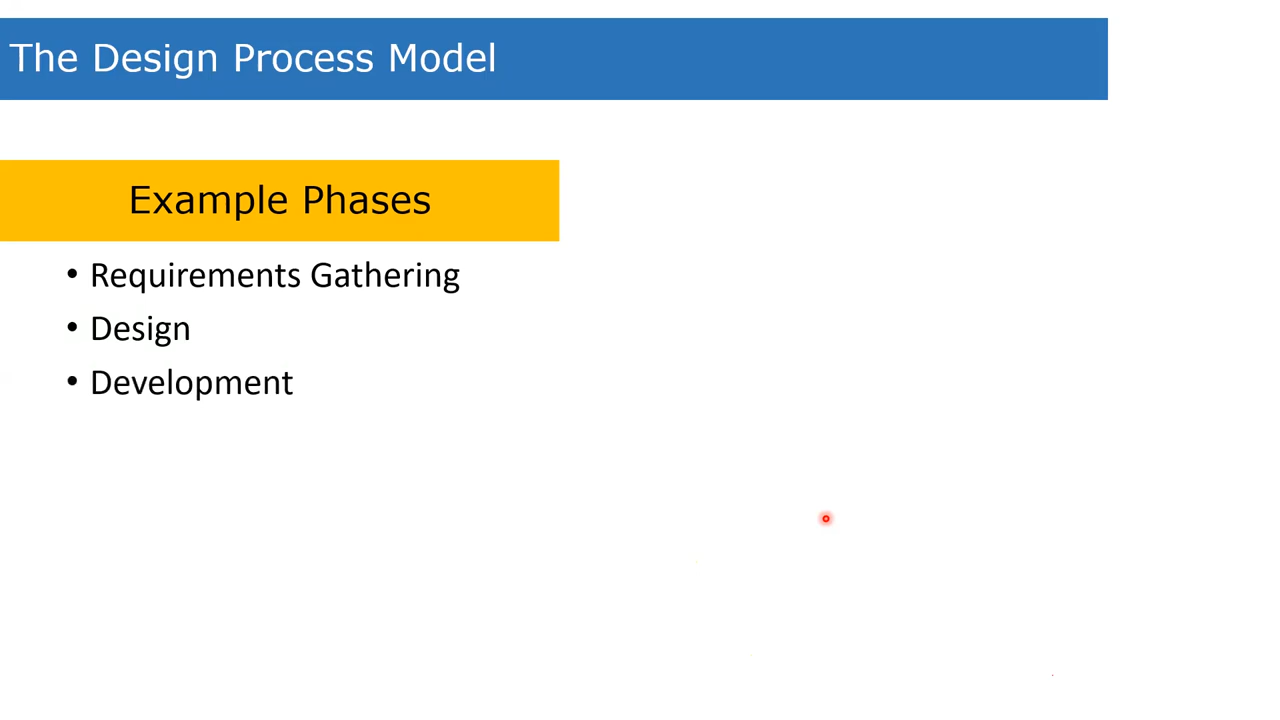 The Design Process Model
Example Phases
• Requirements Gathering
• Design
• Development